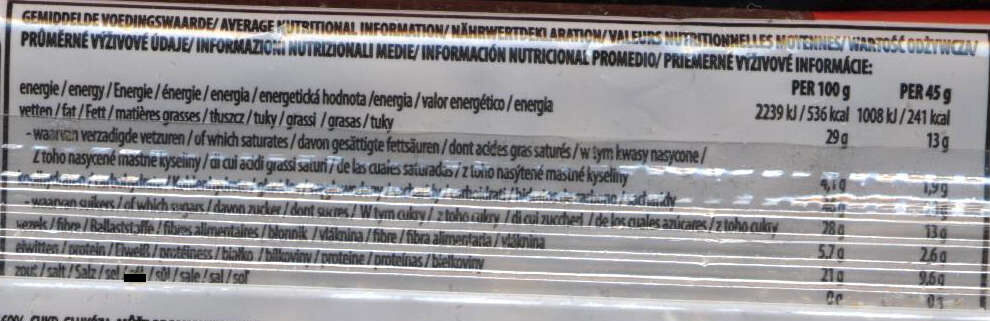 GEMIDDELDE VOEDINGSWAARDE/ AVERAGE NUTRITIONAL INFORMATION/ NÄHRWERTDEKLARATION/ VALEURS NUTRITIONNELLES MOYENNES/ WARTOŚĆ ODŻYWCZA/
PRŮMĚRNÉ VÝŽIVOVÉ ÚDAJE/ INFORMAZIONI NUTRIZIONALI MEDIE/ INFORMACIÓN NUTRICIONAL PROMEDIO/ PRIEMERNÉ VÝŽIVOVÉ INFORMÁCIE:
PER 100 g PER 45 g
energie / energy / Energie / énergie / energia / energetická hodnota /energia / valor energético / energia 2239 kJ / 536 kcal 1008 kJ / 241 kcal
vetten / fat / Fett / matières grasses / tłuszcz / tuky / grassi / grasas / tuky 29 g 13 g
- waarvan verzadigde vetzuren / of which saturates / davon gesättigte fettsäuren / dont acides gras saturés / w tym kwasy nasycone /
Z toho nasycené mastné kyseliny / di cui acidi grassi saturi / de las cuales saturadas / z toho nasýtené mastné kyseliny 4,1 g 1,9 g
- waarvan suikers / of which sugars / davon zucker / dont sucres / W tym cukry / z toho cukry / di cui zuccheri / de los cuales azúcares / z toho cukry 28 g 13 g
vezels / fibre / Ballaststoffe / fibres alimentaires / błonnik / vláknina / fibre / fibra alimentaria / vláknina 5,7 g 2,6 g
eiwitten / protein / Eiweiß / protéiness / białko / bílkoviny / proteine / proteínas / bielkoviny 21 g 9,6 g
zout / salt / Salz / sel / sůl / sale / sal / soľ